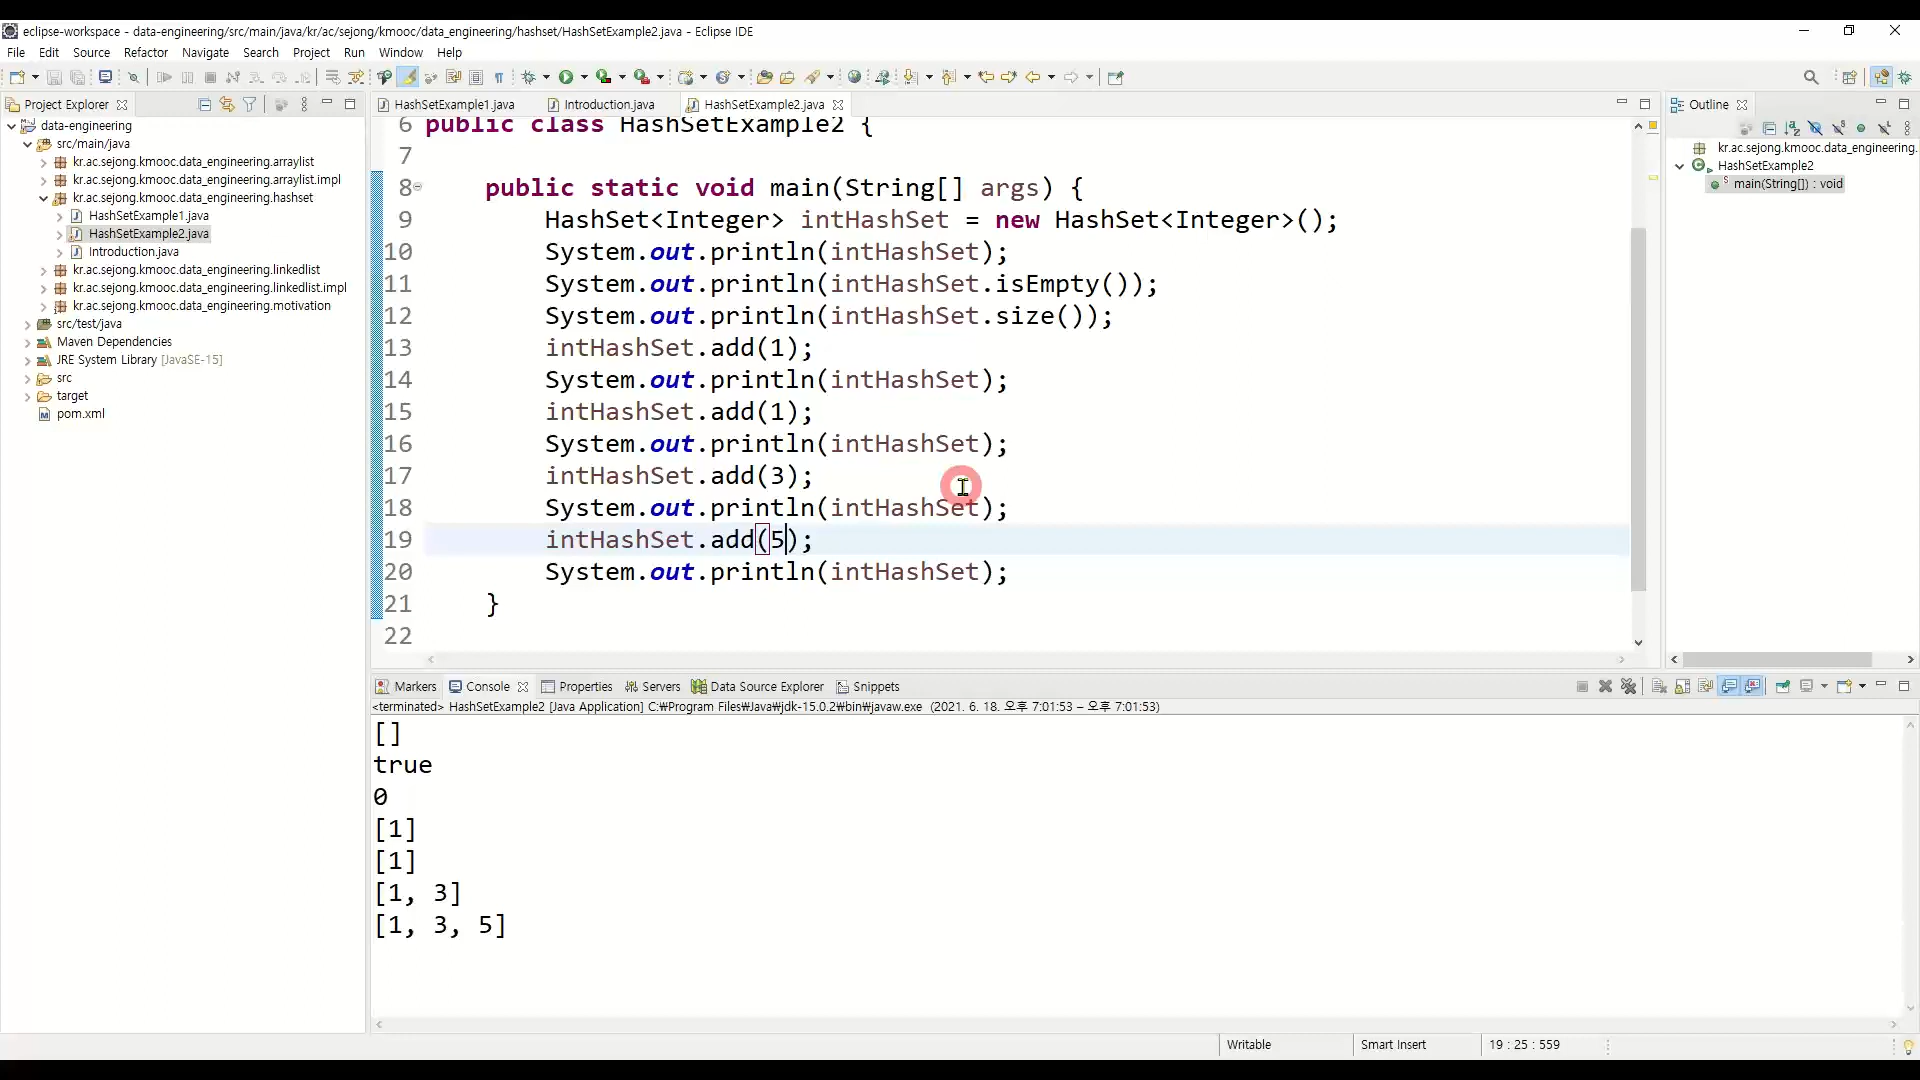 eclipse-workspace - data-engineering/src/main/java/kr/ac/sejong/kmooc/data_engineering/hashset/HashSetExample2.java - Eclipse IDE
File Edit Source Refactor Navigate Search Project Run Window Help
Project Explorer
data-engineering
src/main/java
kr.ac.sejong.kmooc.data_engineering.arraylist
kr.ac.sejong.kmooc.data_engineering.arraylist.impl
kr.ac.sejong.kmooc.data_engineering.hashset
HashSetExample1.java
HashSetExample2.java
Introduction.java
kr.ac.sejong.kmooc.data_engineering.linkedlist
kr.ac.sejong.kmooc.data_engineering.linkedlist.impl
kr.ac.sejong.kmooc.data_engineering.motivation
src/test/java
Maven Dependencies
JRE System Library [JavaSE-15]
src
target
pom.xml
HashSetExample1.java Introduction.java HashSetExample2.java
6 public class HashSetExample2 {
7
8 public static void main(String[] args) {
9 HashSet<Integer> intHashSet = new HashSet<Integer>();
10 System.out.println(intHashSet);
11 System.out.println(intHashSet.isEmpty());
12 System.out.println(intHashSet.size());
13 intHashSet.add(1);
14 System.out.println(intHashSet);
15 intHashSet.add(1);
16 System.out.println(intHashSet);
17 intHashSet.add(3);
18 System.out.println(intHashSet);
19 intHashSet.add(5);
20 System.out.println(intHashSet);
21 }
22
Outline
kr.ac.sejong.kmooc.data_engineering.
HashSetExample2
main(String[]) : void
Markers Console Properties Servers Data Source Explorer Snippets
<terminated> HashSetExample2 [Java Application] C:₩Program Files₩Java₩jdk-15.0.2₩bin₩javaw.exe (2021. 6. 18. 오후 7:01:53 – 오후 7:01:53)
[]
true
0
[1]
[1]
[1, 3]
[1, 3, 5]
Writable Smart Insert 19 : 25 : 559